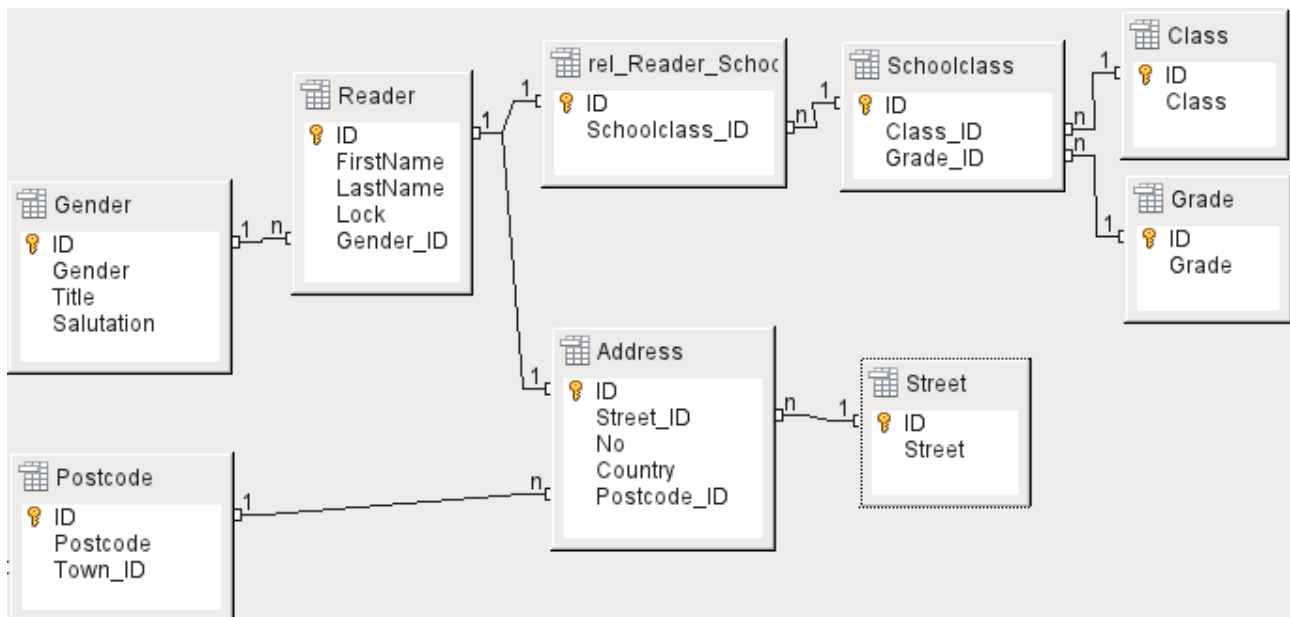 Gender
ID
Gender
Title
Salutation
1
n
Reader
ID
FirstName
LastName
Lock
Gender_ID
1
1
rel_Reader_Schoo
ID
Schoolclass_ID
n
1
Schoolclass
ID
Class_ID
Grade_ID
n
1
Class
ID
Class
n
1
Grade
ID
Grade
1
Address
ID
Street_ID
No
Country
Postcode_ID
n
1
Street
ID
Street
Postcode
ID
Postcode
Town_ID
1
n